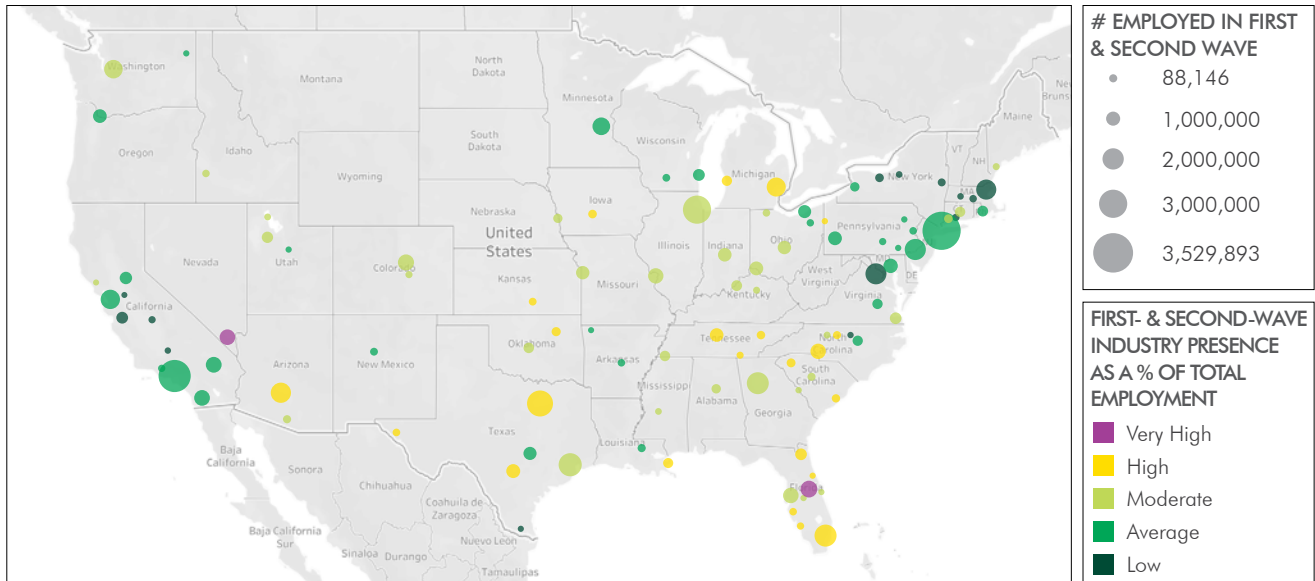 Washington
Montana
North
Dakota
Minnesota
Maine
Oregon
Idaho
South
Dakota
Wisconsin
Michigan
VT
NH
New York
MA
CT
Wyoming
Iowa
Nebraska
Pennsylvania
Nevada
Utah
Colorado
United
States
Kansas
Illinois
Indiana
Ohio
MD
DE
West
Virginia
Virginia
Missouri
Kentucky
California
Arizona
New Mexico
Oklahoma
Arkansas
Tennessee
North
Carolina
South
Carolina
Mississippi
Alabama
Georgia
Texas
Louisiana
Florida
Baja
California
Sonora
Chihuahua
Coahuila de
Zaragoza
Baja California
Sur
Sinaloa
Durango
Nuevo León
Tamaulipas
# EMPLOYED IN FIRST
& SECOND WAVE
88,146
1,000,000
2,000,000
3,000,000
3,529,893
FIRST- & SECOND-WAVE
INDUSTRY PRESENCE
AS A % OF TOTAL
EMPLOYMENT
Very High
High
Moderate
Average
Low